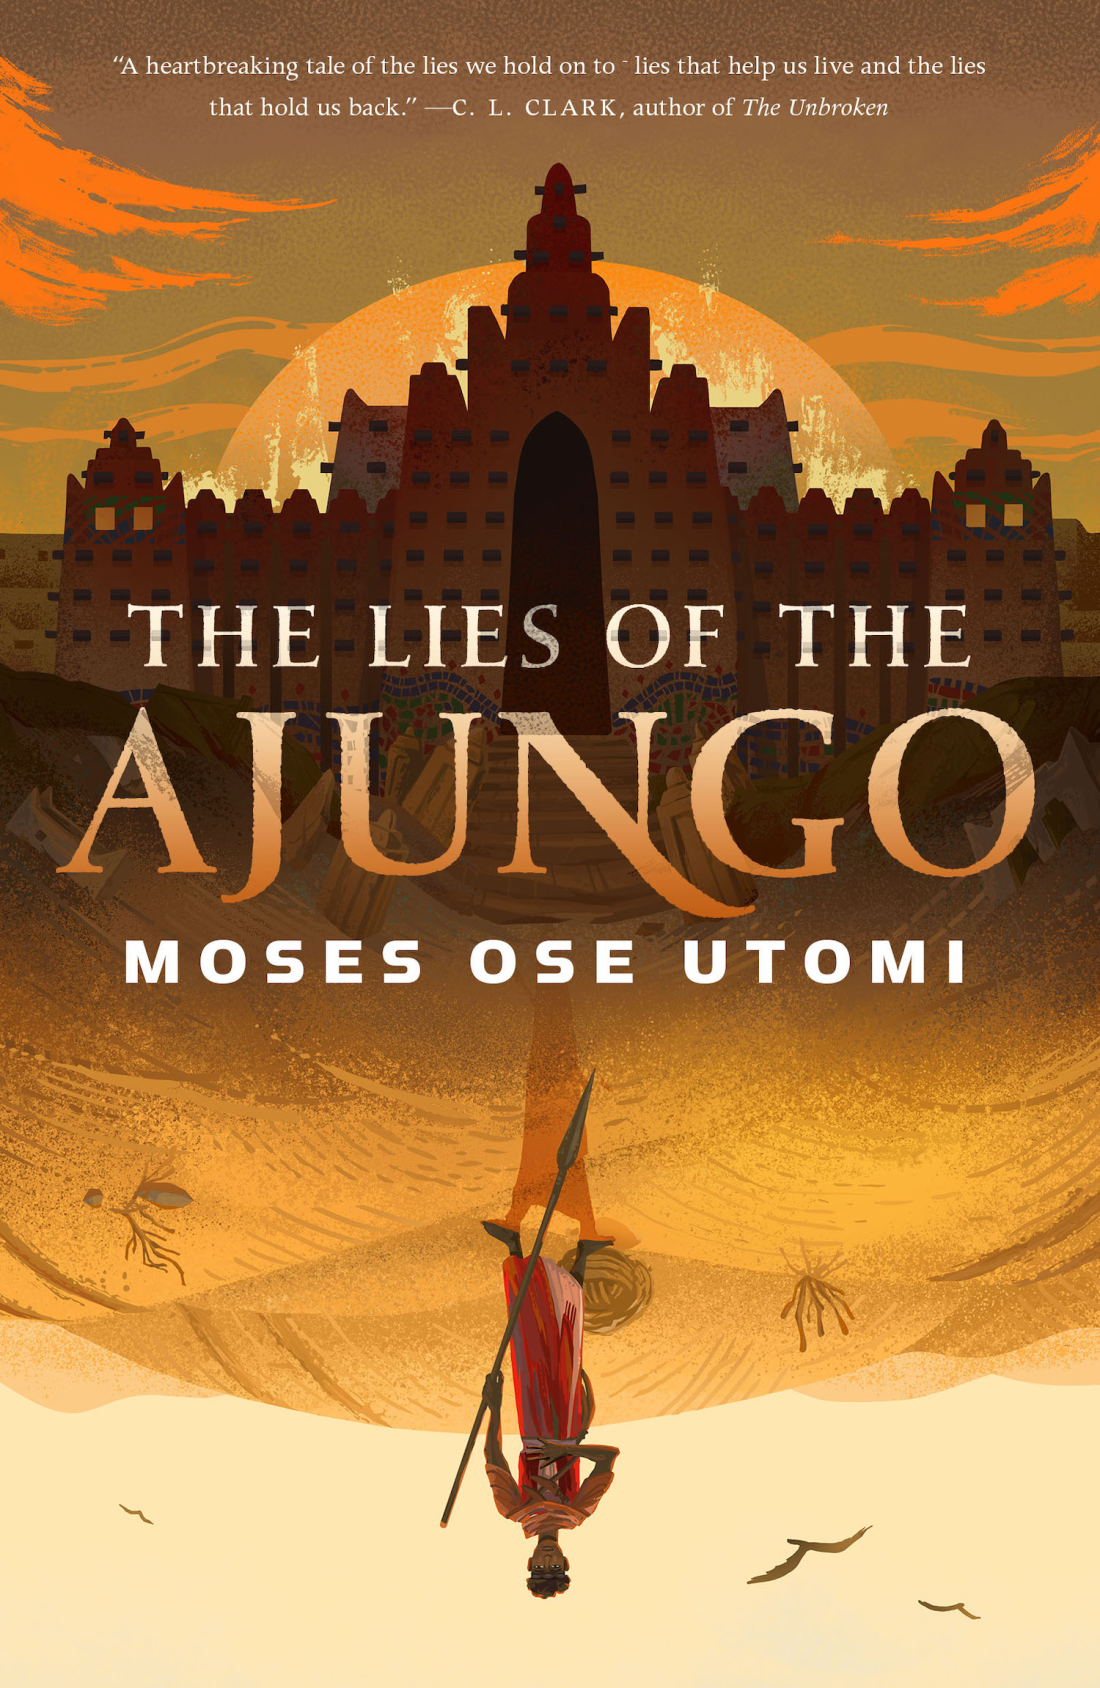 “A heartbreaking tale of the lies we hold on to - lies that help us live and the lies
that hold us back.” —C. L. CLARK, author of The Unbroken
THE LIES OF THE
AJUNGO
MOSES OSE UTOMI